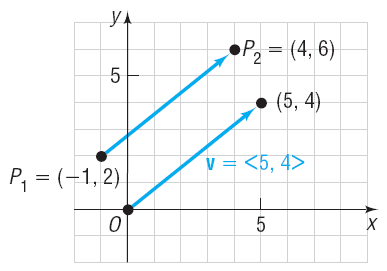 y
P₂ = (4, 6)
5
(5, 4)
v = <5, 4>
P₁ = (−1, 2)
O
5
x